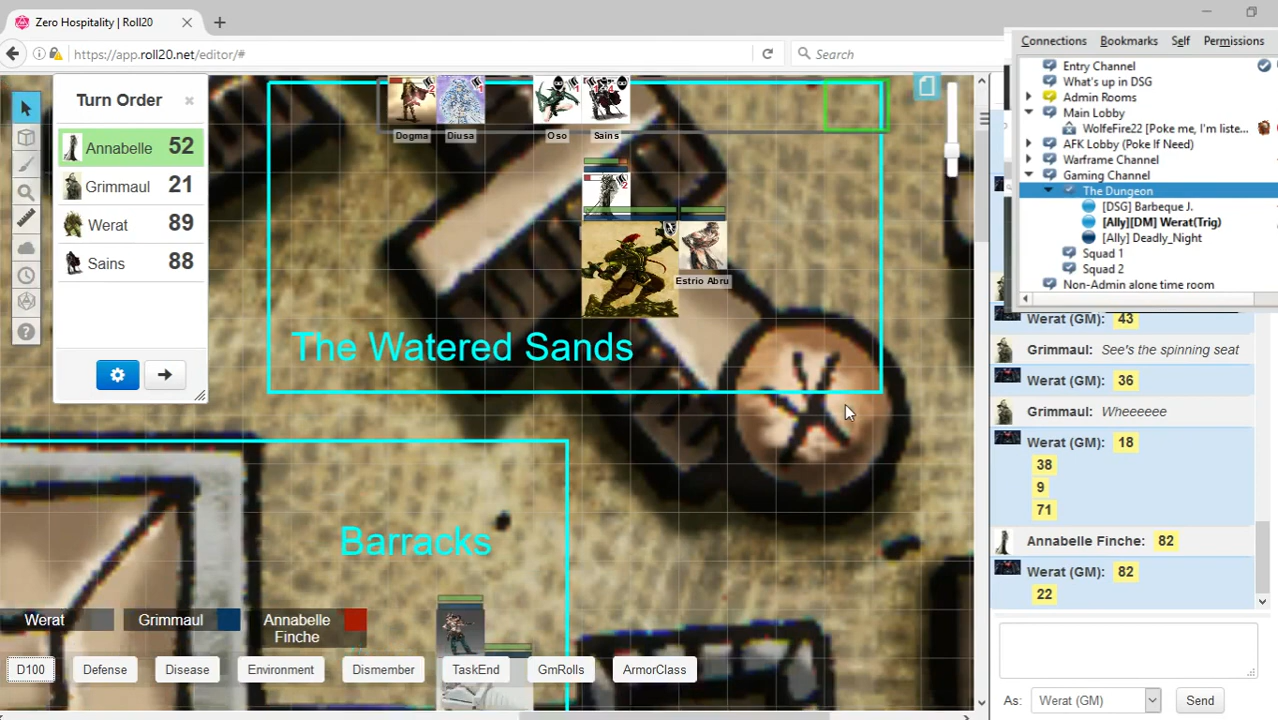 Zero Hospitality | Roll20
https://app.roll20.net/editor/#
Search
Turn Order
Annabelle 52
Grimmaul 21
Werat 89
Sains 88
Dogma
Diusa
Oso
Sains
Estrio Abru
The Watered Sands
Barracks
Werat
Grimmaul
Annabelle
Finche
D100
Defense
Disease
Environment
Dismember
TaskEnd
GmRolls
ArmorClass
Connections Bookmarks Self Permissions
Entry Channel
What's up in DSG
Admin Rooms
Main Lobby
WolfeFire22 [Poke me, I'm liste...
AFK Lobby (Poke If Need)
Warframe Channel
Gaming Channel
The Dungeon
[DSG] Barbeque J.
[Ally][DM] Werat(Trig)
[Ally] Deadly_Night
Squad 1
Squad 2
Non-Admin alone time room
Werat (GM): 43
Grimmaul: See's the spinning seat
Werat (GM): 36
Grimmaul: Wheeeeee
Werat (GM): 18
38
9
71
Annabelle Finche: 82
Werat (GM): 82
22
As: Werat (GM) Send